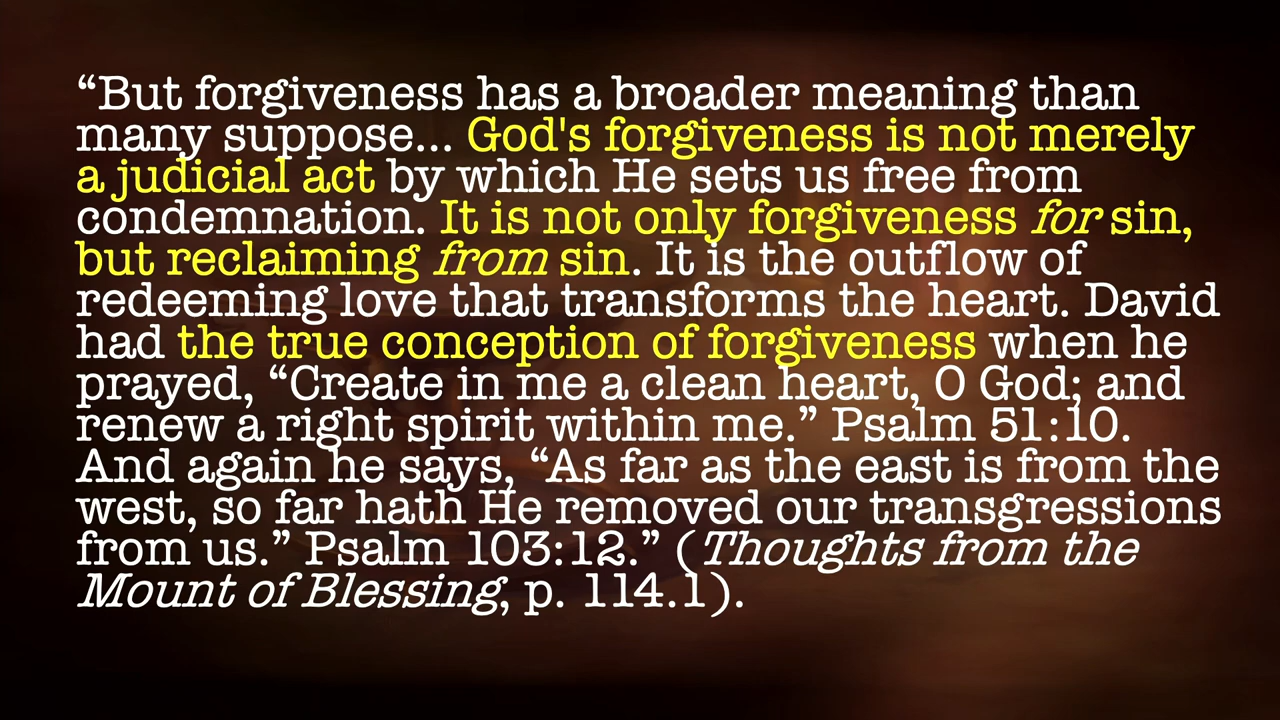 “But forgiveness has a broader meaning than
many suppose... God's forgiveness is not merely
a judicial act by which He sets us free from
condemnation. It is not only forgiveness for sin,
but reclaiming from sin. It is the outflow of
redeeming love that transforms the heart. David
had the true conception of forgiveness when he
prayed, “Create in me a clean heart, O God; and
renew a right spirit within me.” Psalm 51:10.
And again he says, “As far as the east is from the
west, so far hath He removed our transgressions
from us.” Psalm 103:12.” (Thoughts from the
Mount of Blessing, p. 114.1).